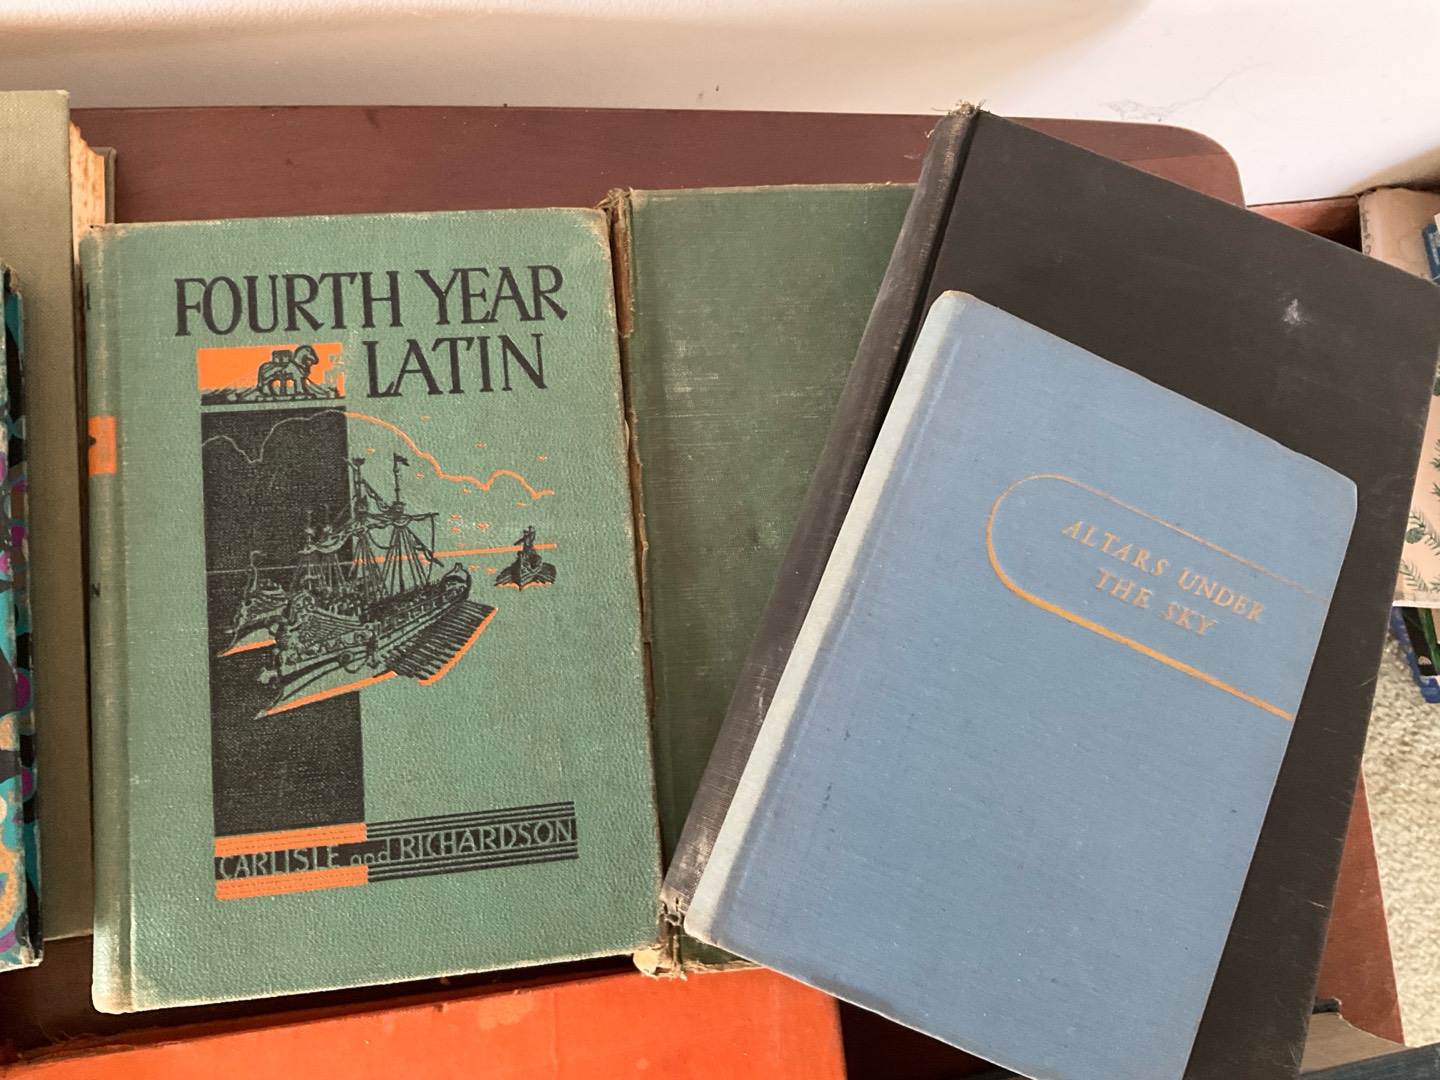 FOURTH YEAR
LATIN
CARLISLE and RICHARDSON
ALTARS UNDER
THE SKY